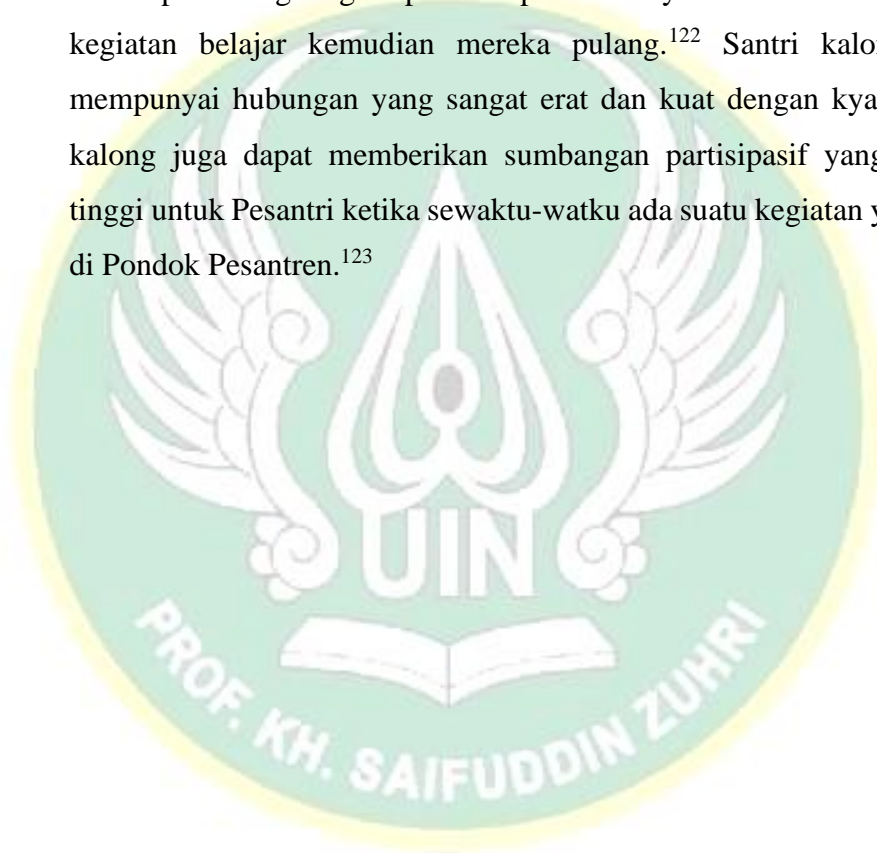 kegiatan belajar kemudian mereka pulang.122 Santri
mempunyai hubungan yang sangat erat dan kuat dengan
kalong juga dapat memberikan sumbangan partisipasif yang
tinggi untuk Pesantri ketika sewaktu-watku ada suatu kegiatan
di Pondok Pesantren.123
UIN
PROF. KH. SAIFUDDIN ZUHRI